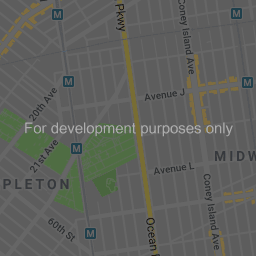 Pkwy
Coney Island Ave
M
M
20th Ave
Avenue J
For development purposes only
21st Ave
M
MIDW
Avenue L
PLETON
Coney Island Ave
60th St
Ocean
M